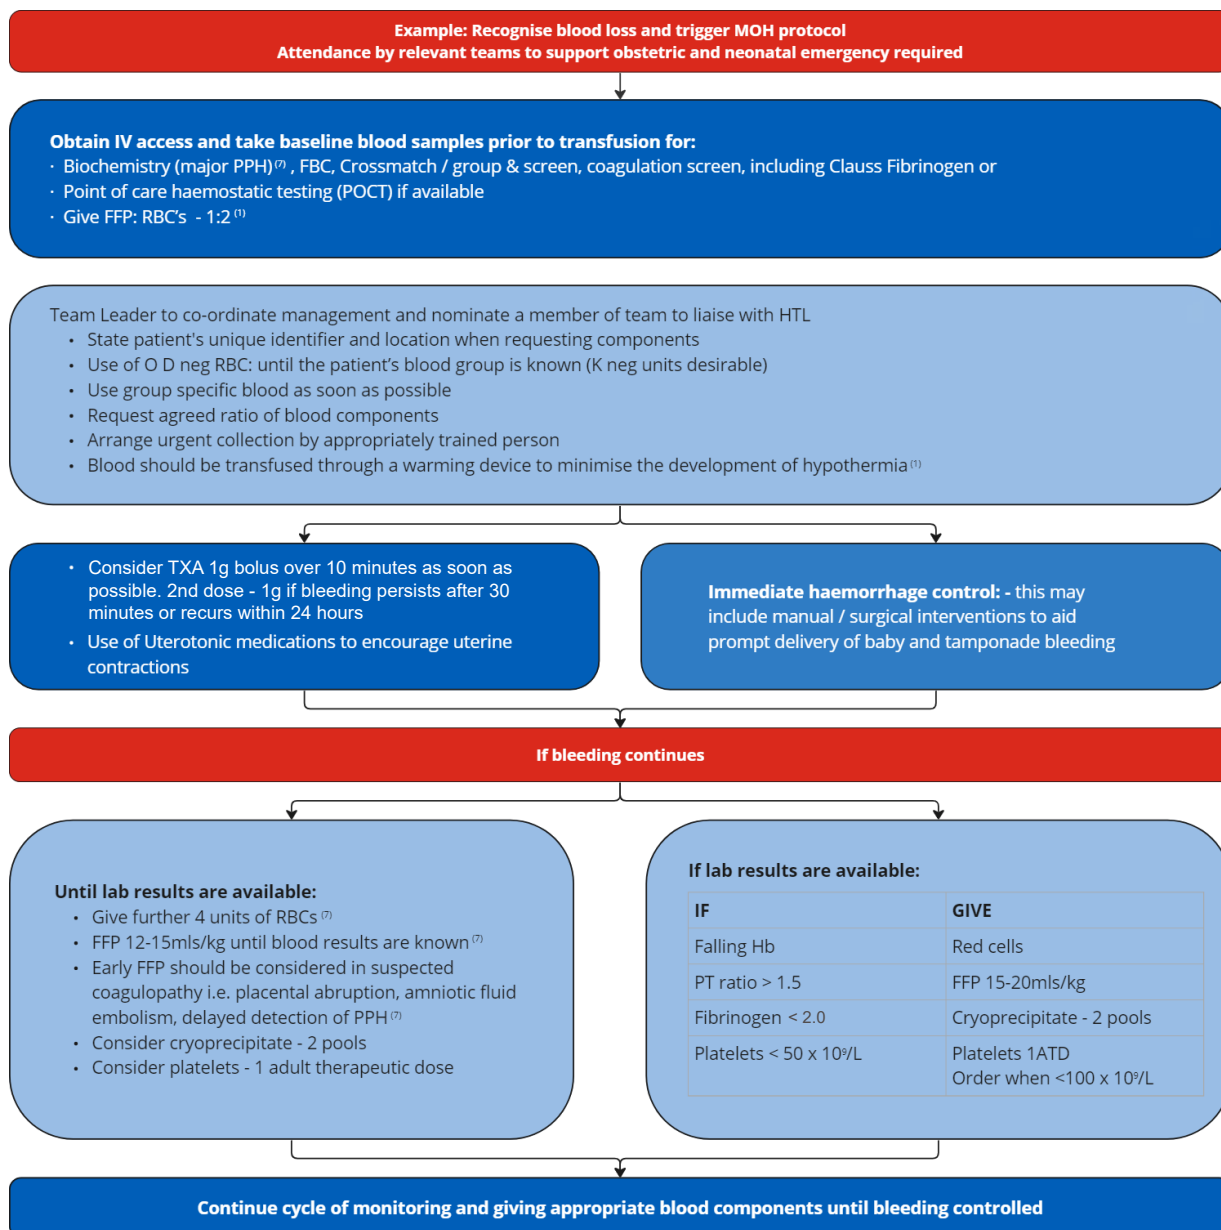 Example: Recognise blood loss and trigger MOH protocol
Attendance by relevant teams to support obstetric and neonatal emergency required
Obtain IV access and take baseline blood samples prior to transfusion for:
· Biochemistry (major PPH)⁽⁷⁾ , FBC, Crossmatch / group & screen, coagulation screen, including Clauss Fibrinogen or
· Point of care haemostatic testing (POCT) if available
· Give FFP: RBC’s - 1:2 ⁽¹⁾
Team Leader to co-ordinate management and nominate a member of team to liaise with HTL
• State patient's unique identifier and location when requesting components
• Use of O D neg RBC: until the patient’s blood group is known (K neg units desirable)
• Use group specific blood as soon as possible
• Request agreed ratio of blood components
• Arrange urgent collection by appropriately trained person
• Blood should be transfused through a warming device to minimise the development of hypothermia⁽¹⁾
• Consider TXA 1g bolus over 10 minutes as soon as
possible. 2nd dose - 1g if bleeding persists after 30
minutes or recurs within 24 hours
• Use of Uterotonic medications to encourage uterine
contractions
Immediate haemorrhage control: - this may
include manual / surgical interventions to aid
prompt delivery of baby and tamponade bleeding
If bleeding continues
Until lab results are available:
• Give further 4 units of RBCs⁽⁷⁾
• FFP 12-15mls/kg until blood results are known⁽⁷⁾
• Early FFP should be considered in suspected
coagulopathy i.e. placental abruption, amniotic fluid
embolism, delayed detection of PPH⁽⁷⁾
• Consider cryoprecipitate - 2 pools
• Consider platelets - 1 adult therapeutic dose
If lab results are available:
IF GIVE
Falling Hb Red cells
PT ratio > 1.5 FFP 15-20mls/kg
Fibrinogen < 2.0 Cryoprecipitate - 2 pools
Platelets < 50 x 10⁹/L Platelets 1ATD
Order when <100 x 10⁹/L
Continue cycle of monitoring and giving appropriate blood components until bleeding controlled